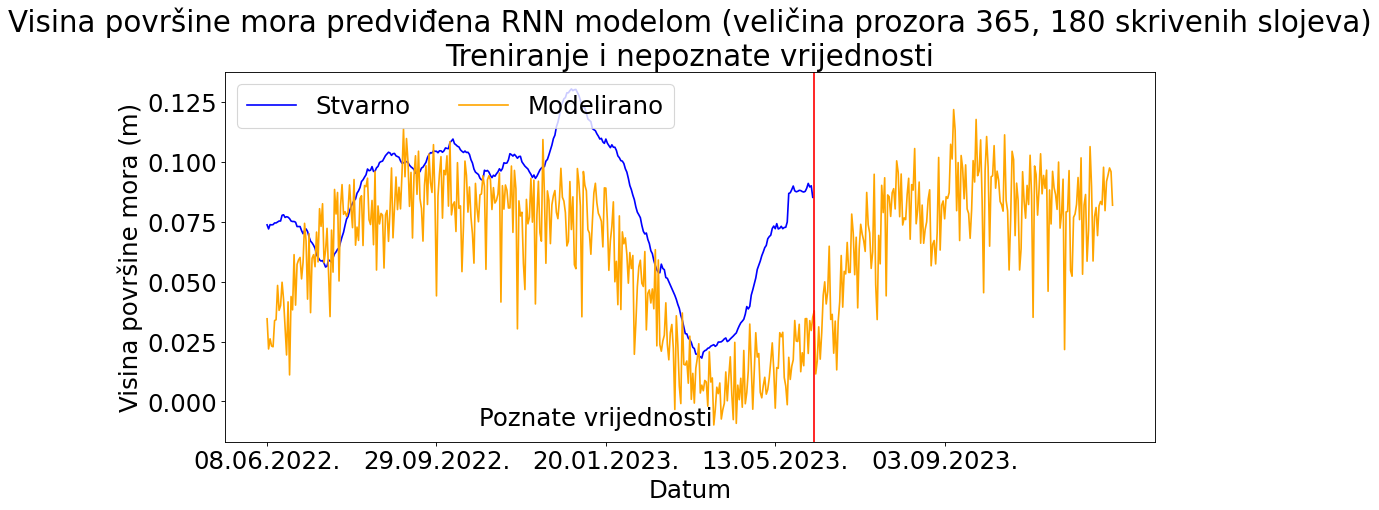 Visina površine mora predviđena RNN modelom (veličina prozora 365, 180 skrivenih slojeva)
Treniranje i nepoznate vrijednosti
Stvarno
Modelirano
Visina površine mora (m)
0.125
0.100
0.075
0.050
0.025
0.000
Poznate vrijednosti
08.06.2022.
29.09.2022.
20.01.2023.
13.05.2023.
03.09.2023.
Datum